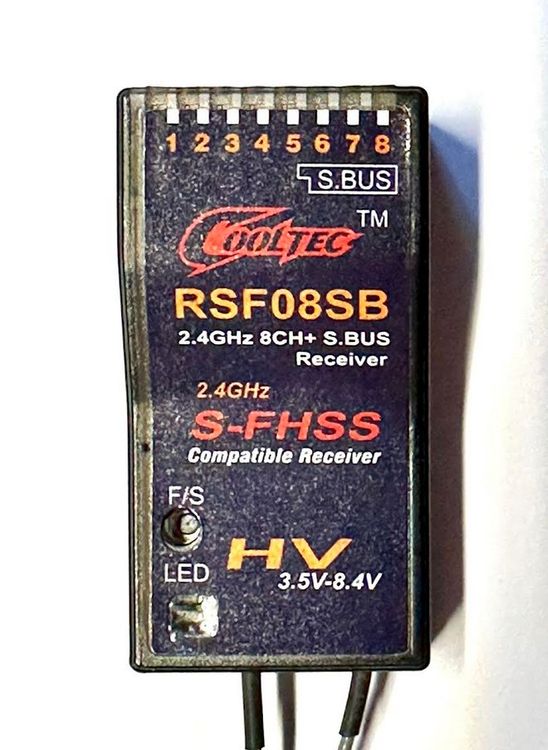 1 2 3 4 5 6 7 8
S.BUS
COOLTEC TM
RSF08SB
2.4GHz 8CH+ S.BUS
Receiver
2.4GHz
S-FHSS
Compatible Receiver
F/S
HV
LED
3.5V-8.4V